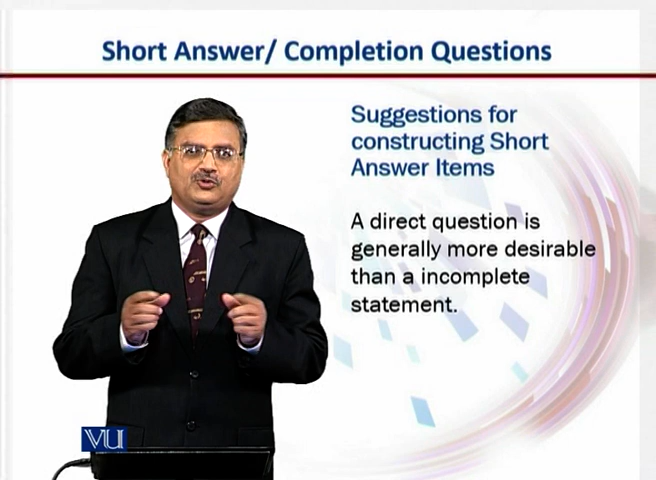 Short Answer/ Completion Questions
Suggestions for
constructing Short
Answer Items
A direct question is
generally more desirable
than a incomplete
statement.
VU